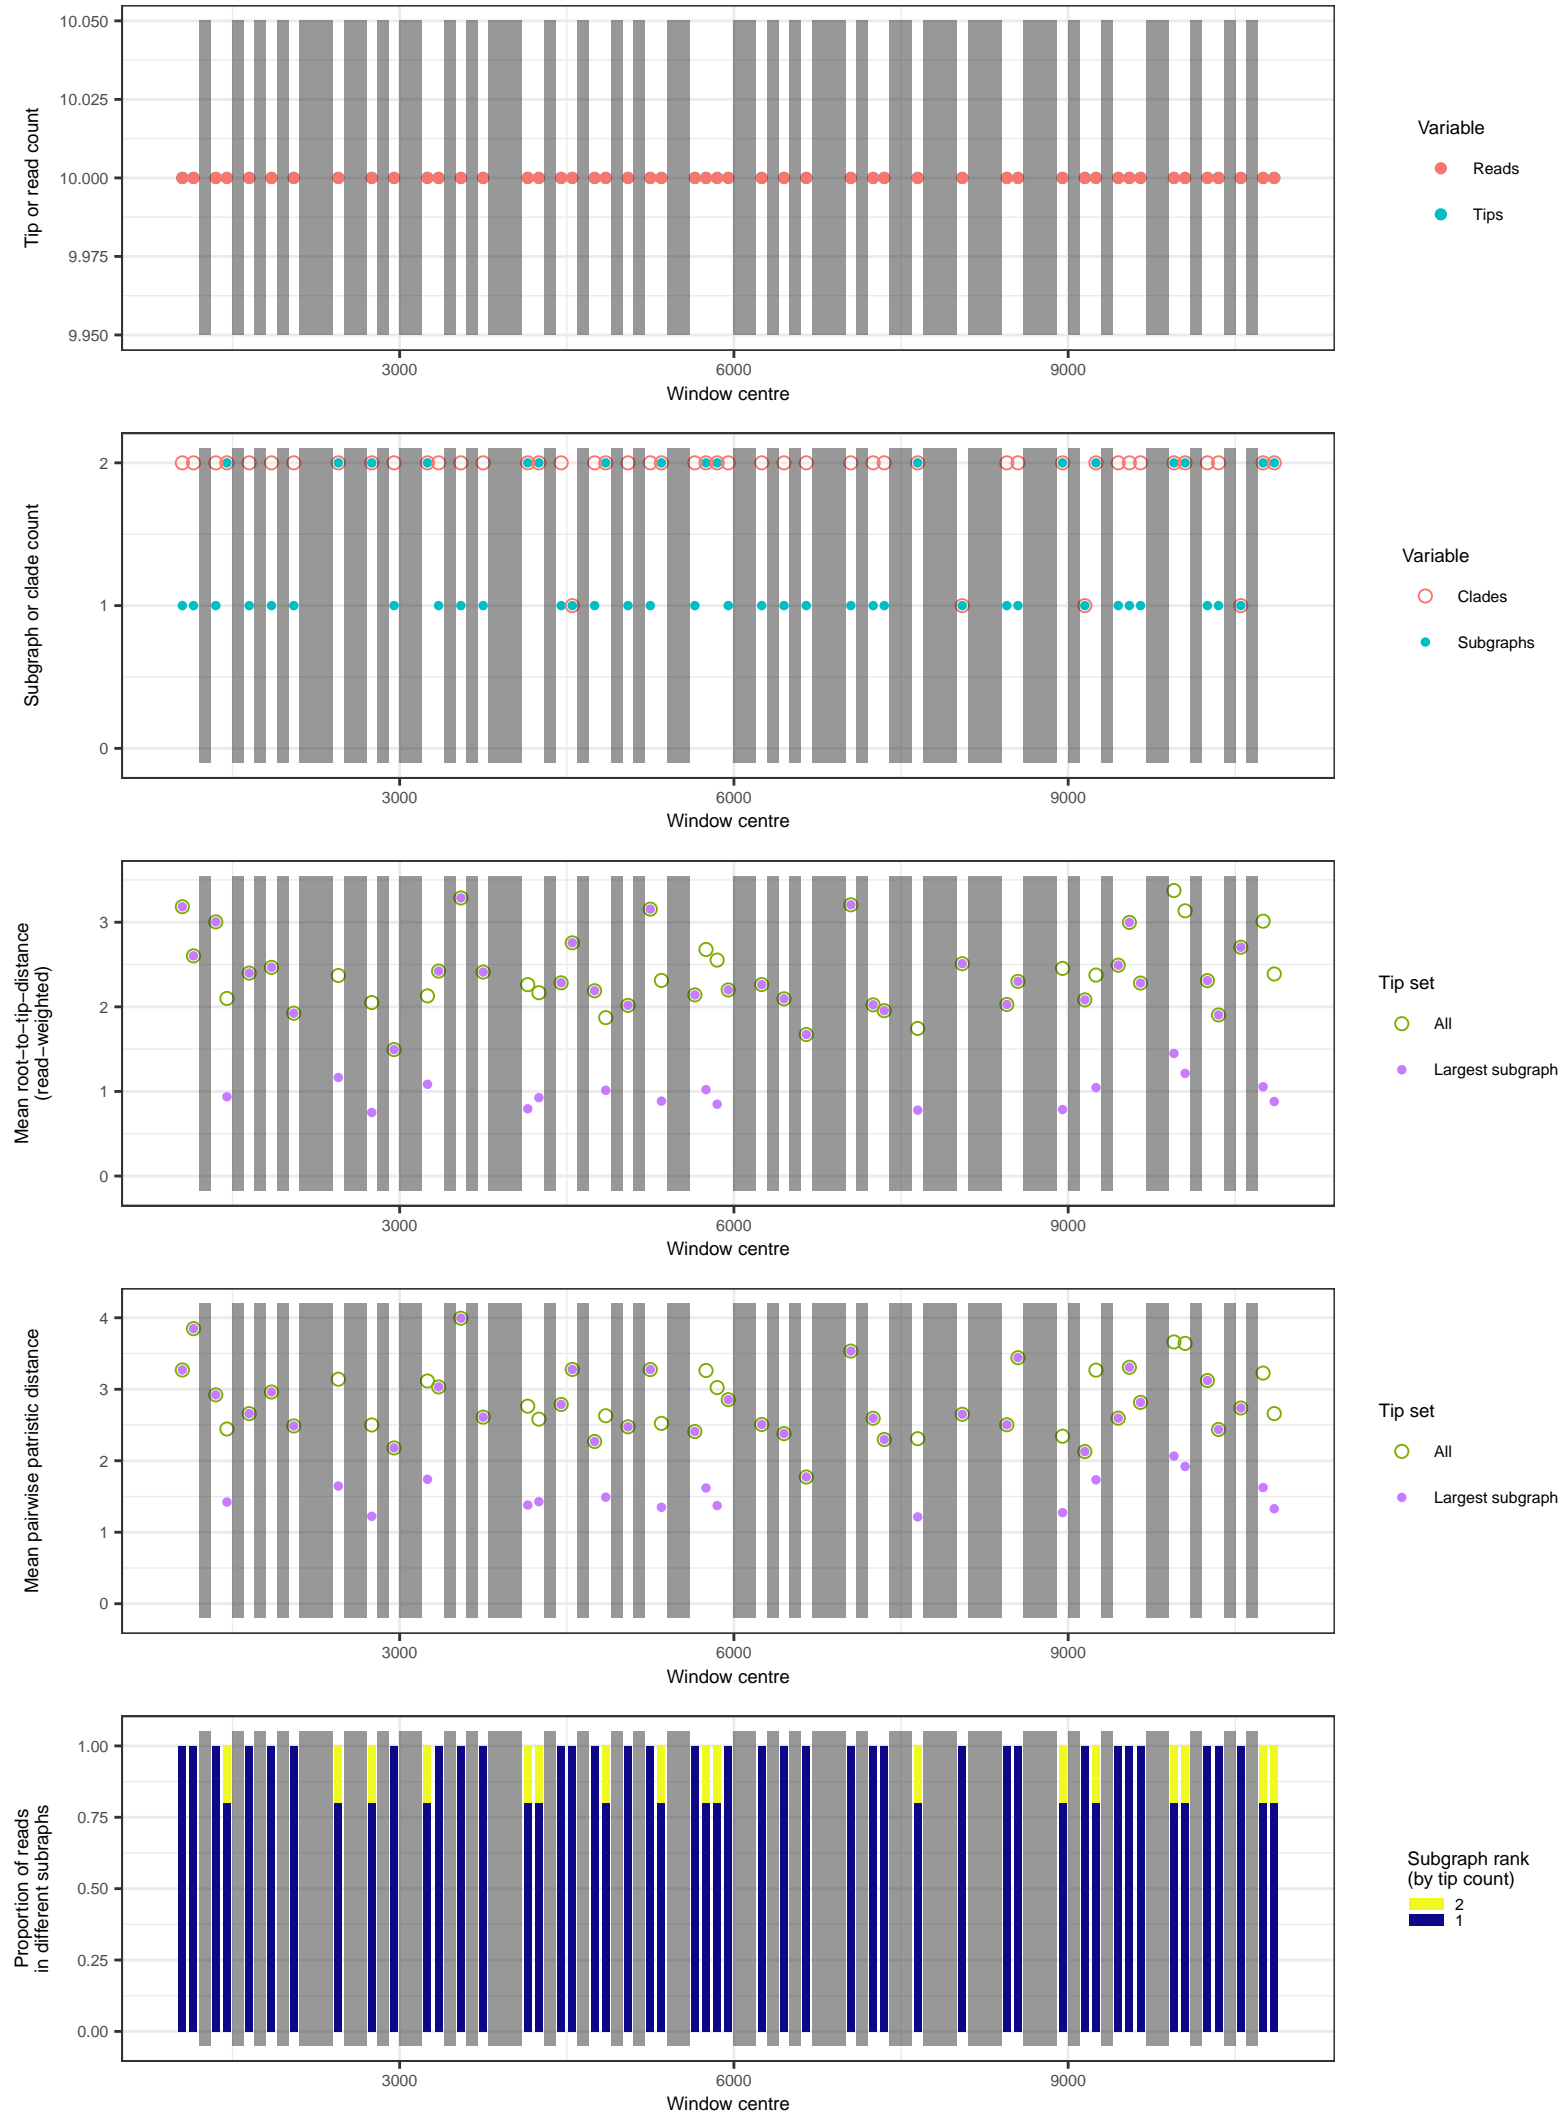 10.050
10.025
10.000
9.975
9.950
Tip or read count
3000 6000 9000
Window centre
Variable
Reads
Tips
2
1
0
Subgraph or clade count
3000 6000 9000
Window centre
Variable
Clades
Subgraphs
3
2
1
0
Mean root−to−tip−distance
(read−weighted)
3000 6000 9000
Window centre
Tip set
All
Largest subgraph
4
3
2
1
0
Mean pairwise patristic distance
3000 6000 9000
Window centre
Tip set
All
Largest subgraph
1.00
0.75
0.50
0.25
0.00
Proportion of reads
in different subraphs
3000 6000 9000
Window centre
Subgraph rank
(by tip count)
2
1